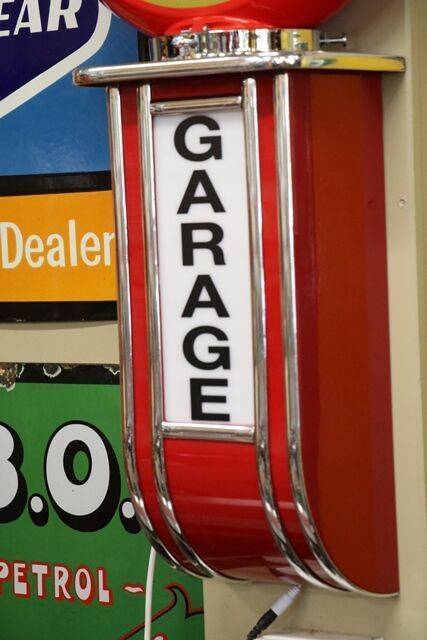 EAR
Dealer
GARAGE
B.O.
PETROL